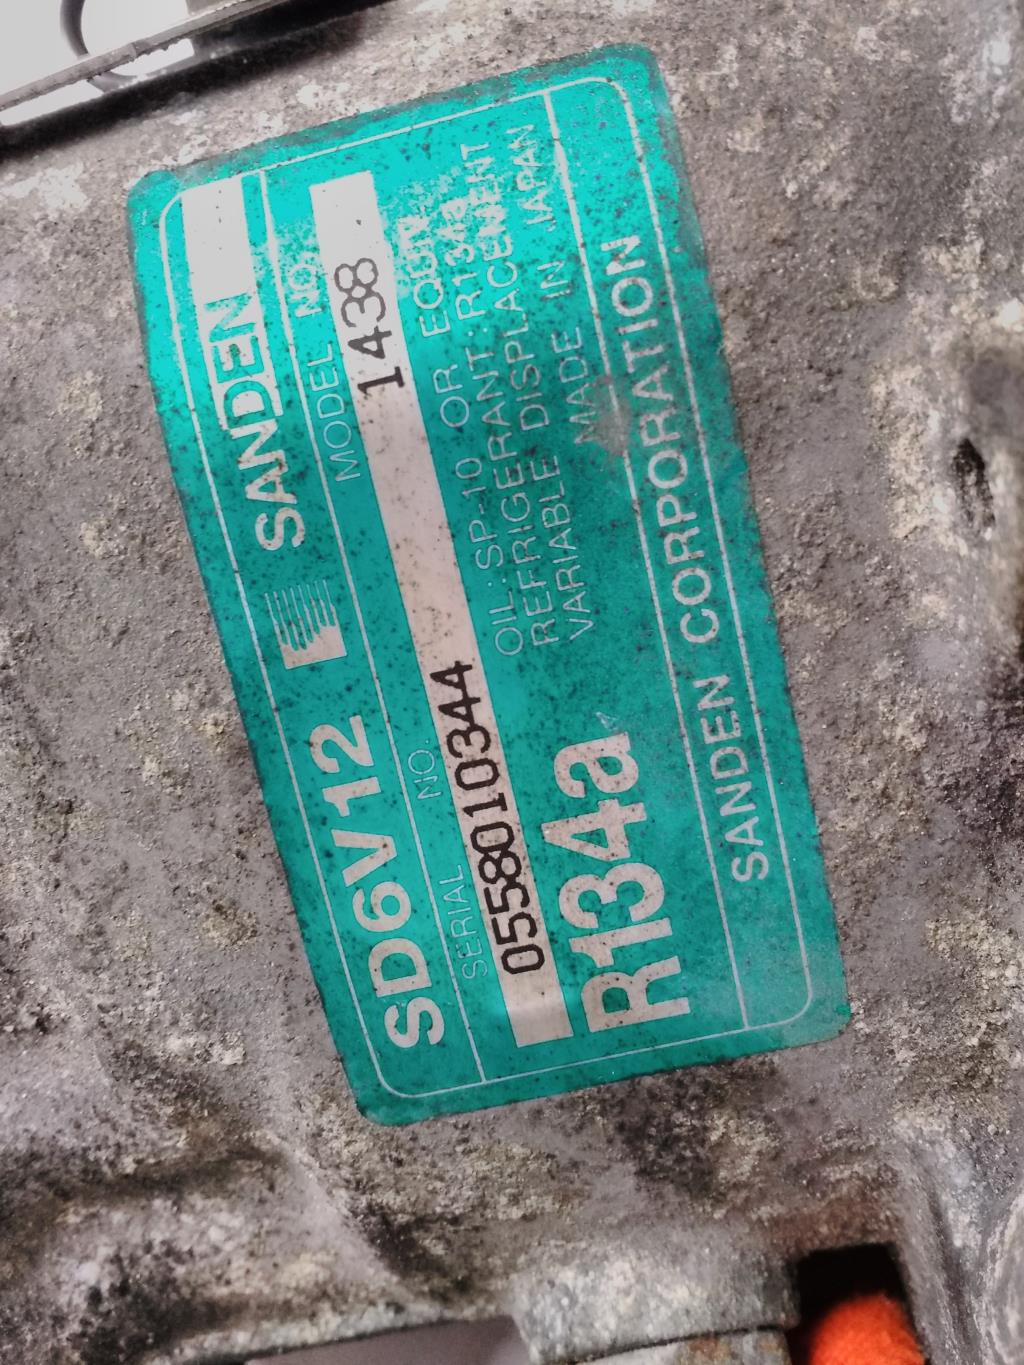 SD6V12 SANDEN
SERIAL NO. MODEL NO.
0558010344 1438
R134a
OIL:SP-10 OR EQUIV
REFRIGERANT:R134a
VARIABLE DISPLACEMENT
MADE IN JAPAN
SANDEN CORPORATION